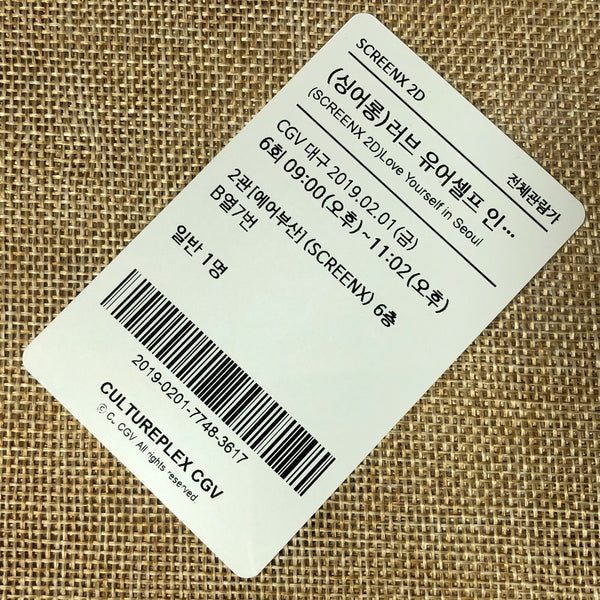 SCREENX 2D
전체관람가
(싱어롱)러브 유어셀프 인...
(SCREENX 2D)Love Yourself in Seoul
CGV 대구 2019.02.01(금)
6회 09:00(오후)~11:02(오후)
2관[에어부산](SCREENX) 6층
B열7번
일반 1명
2019-0201-7748-3617
CULTUREPLEX CGV
ⓒ CJ CGV All rights reserved